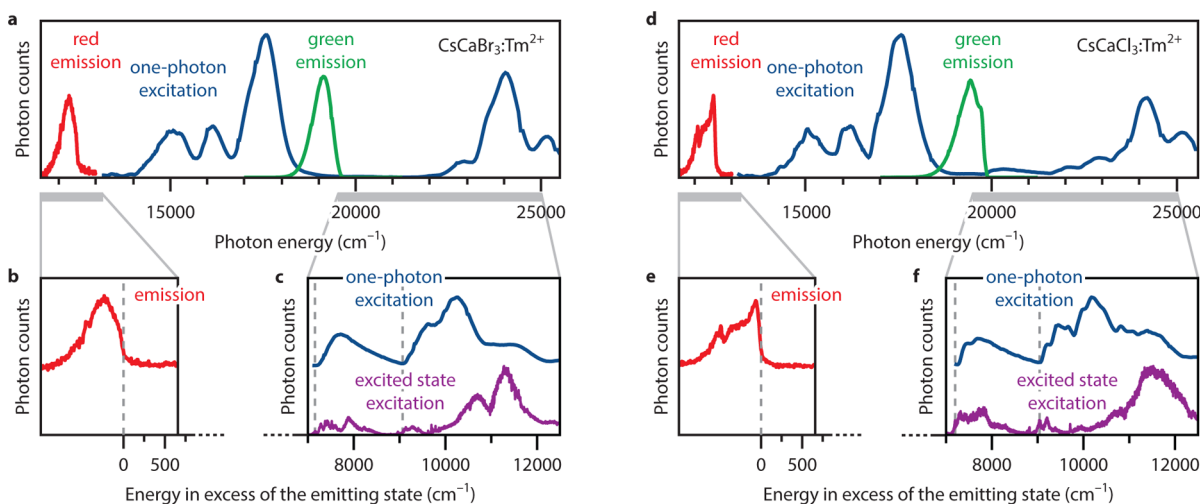 a
Photon counts
red
emission
one-photon
excitation
green
emission
CsCaBr₃:Tm²⁺
15000
20000
25000
Photon energy (cm⁻¹)
b
Photon counts
emission
0
500
c
Photon counts
one-photon
excitation
excited state
excitation
8000
10000
12000
Energy in excess of the emitting state (cm⁻¹)
d
Photon counts
red
emission
one-photon
excitation
green
emission
CsCaCl₃:Tm²⁺
15000
20000
25000
Photon energy (cm⁻¹)
e
Photon counts
emission
0
500
f
Photon counts
one-photon
excitation
excited state
excitation
8000
10000
12000
Energy in excess of the emitting state (cm⁻¹)